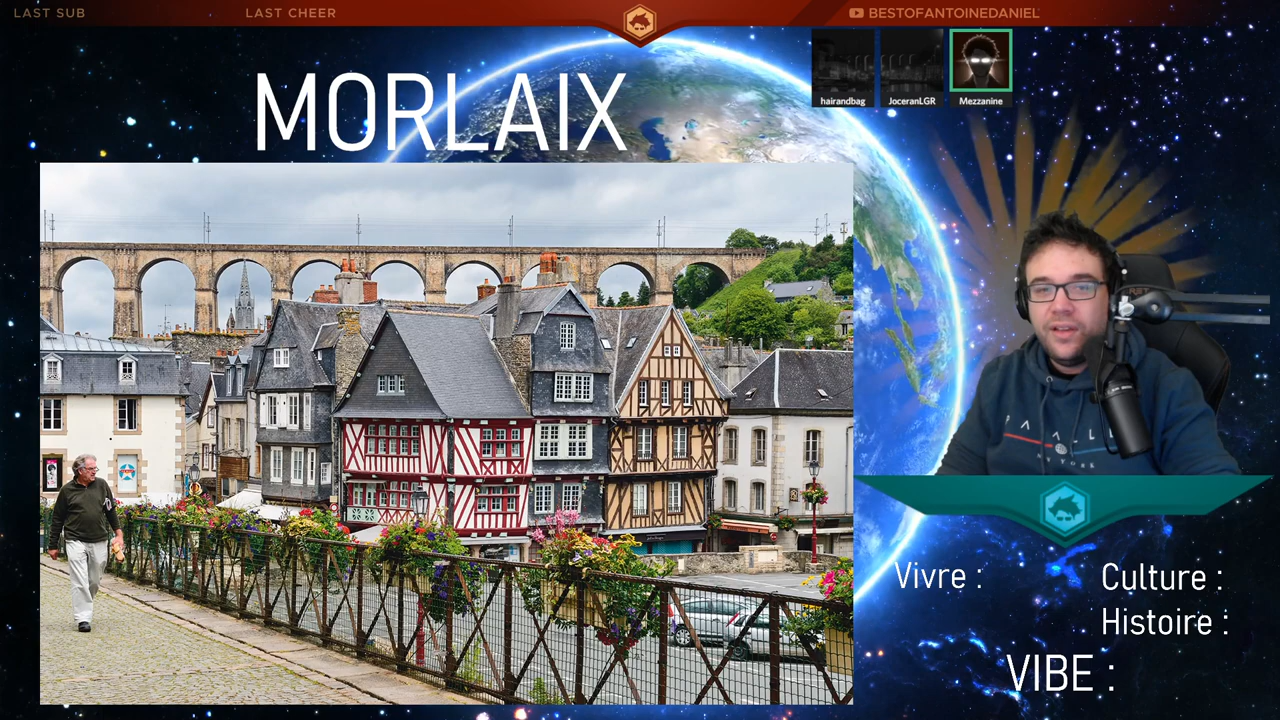 LAST SUB
LAST CHEER
BESTOFANTOINEDANIEL
hairandbag
JoceranLGR
Mezzanine
MORLAIX
Vivre :
Culture :
Histoire :
VIBE :